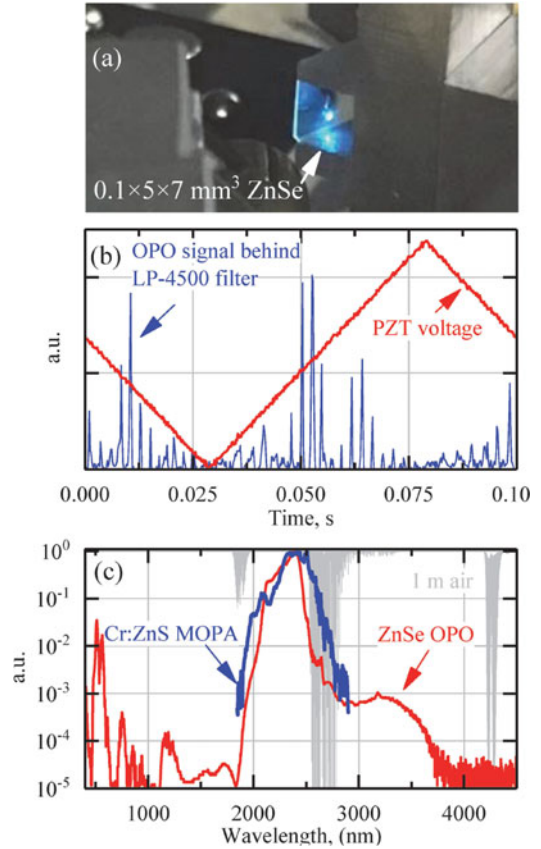 (a)
0.1×5×7 mm³ ZnSe
(b)
OPO signal behind
LP-4500 filter
PZT voltage
a.u.
0.000 0.025 0.050 0.075 0.10
Time, s
(c)
10⁰
10⁻¹
10⁻²
10⁻³
10⁻⁴
10⁻⁵
a.u.
1 m air
Cr:ZnS MOPA
ZnSe OPO
1000 2000 3000 4000
Wavelength, (nm)